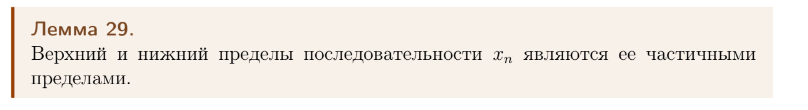 Лемма 29.
Верхний и нижний пределы последовательности xₙ являются ее частичными
пределами.